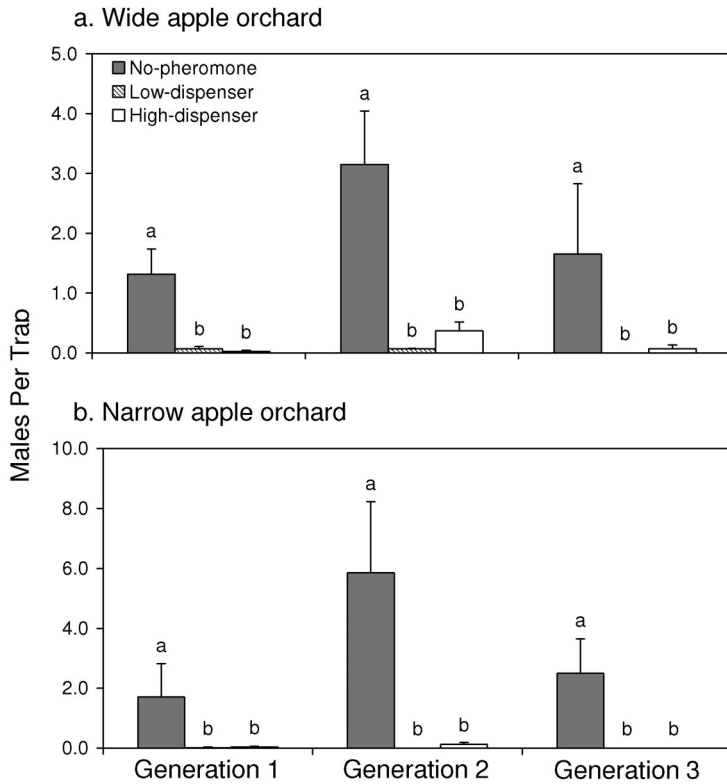 a. Wide apple orchard
5.0
4.0
3.0
2.0
1.0
0.0
No-pheromone
Low-dispenser
High-dispenser
a
b
b
a
b
b
a
b
b
Males Per Trap
b. Narrow apple orchard
10.0
8.0
6.0
4.0
2.0
0.0
a
b
b
a
b
b
a
b
b
Generation 1
Generation 2
Generation 3